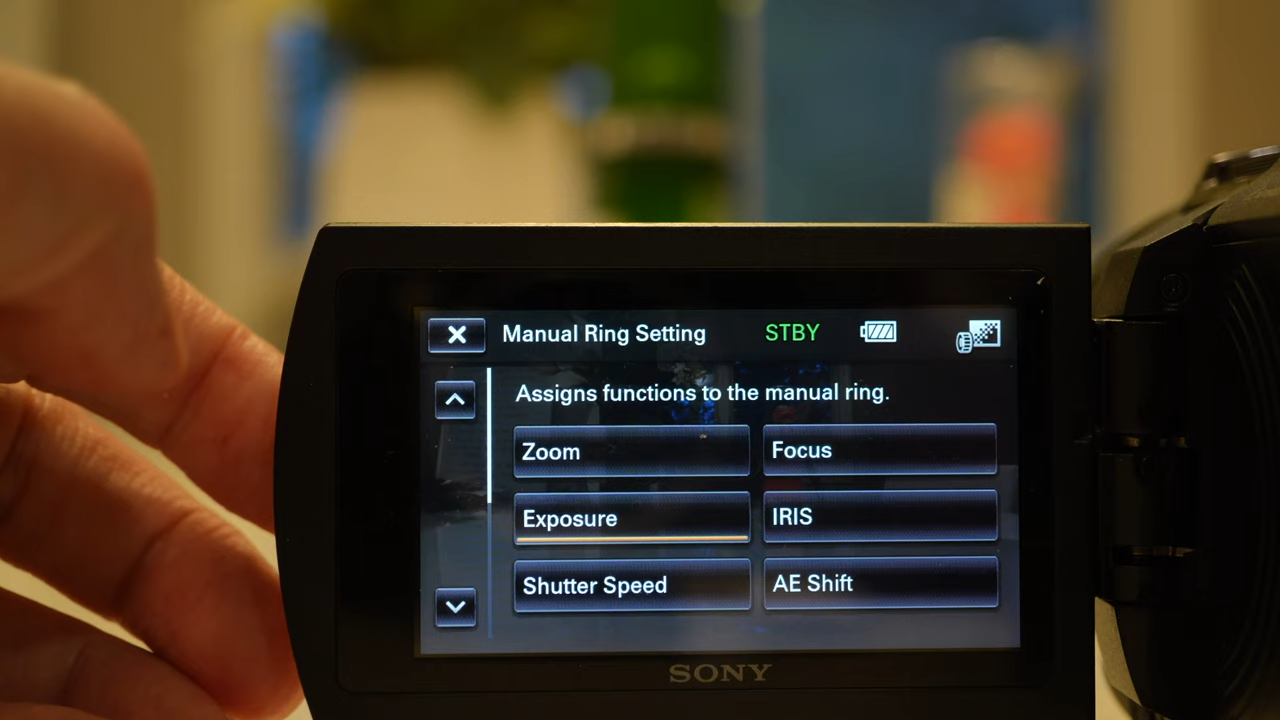 Manual Ring Setting STBY
Assigns functions to the manual ring.
Zoom Focus
Exposure IRIS
Shutter Speed AE Shift
SONY